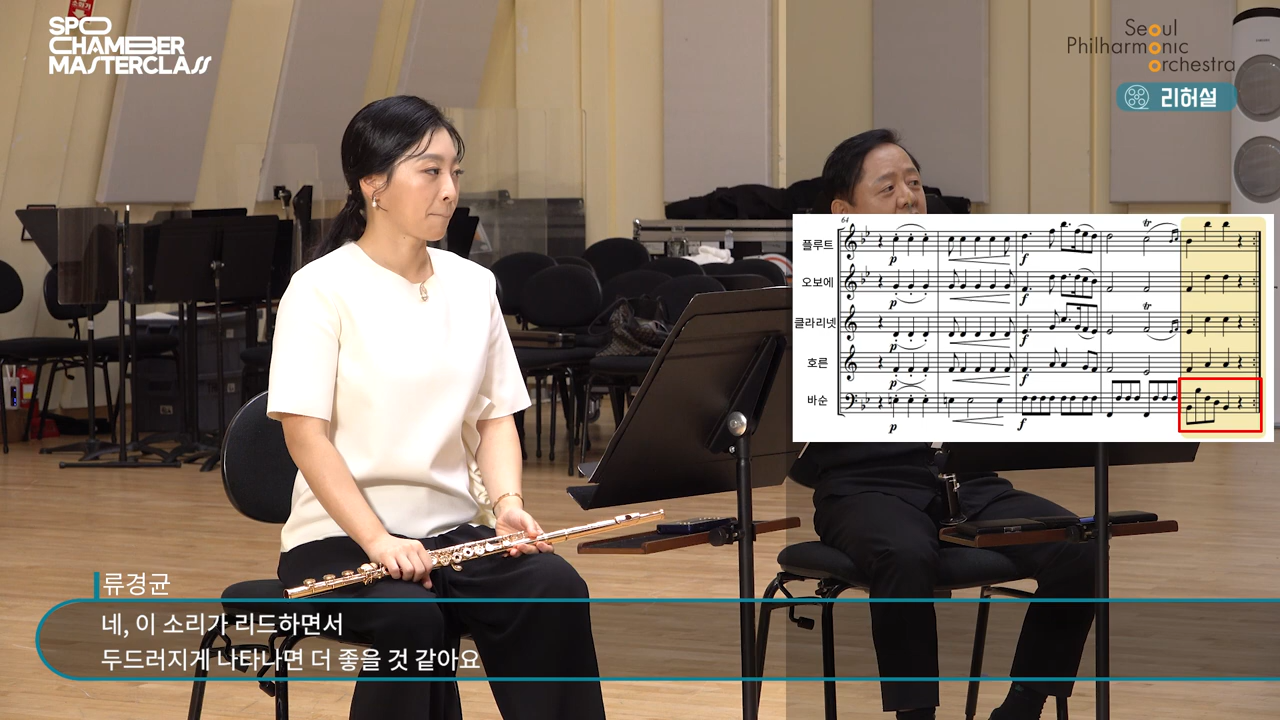 SPO
CHAMBER
MASTERCLASS
Seoul
Philharmonic
Orchestra
리허설
64
플루트
오보에
클라리넷
호른
바순
tr
tr
p
f
p
f
p
f
p
f
p
f
류경균
네, 이 소리가 리드하면서
두드러지게 나타나면 더 좋을 것 같아요